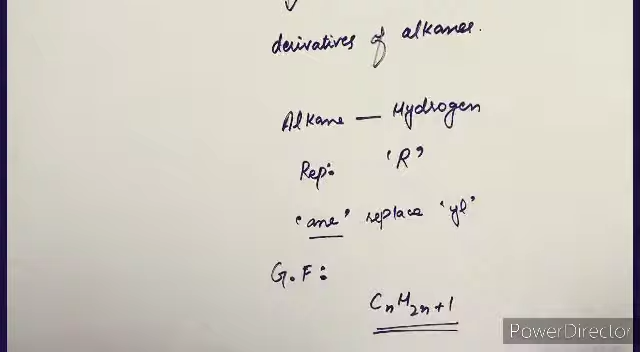 derivatives of alkanes.
Alkane — Hydrogen
Rep: 'R'
'ane' replace 'yl'
G.F:
CₙH₂ₙ₊₁
PowerDirector